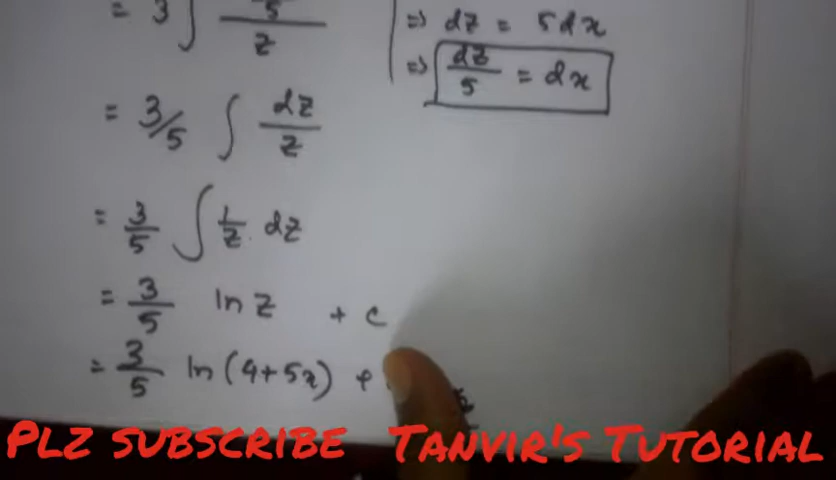 = 3 ∫ 5/z
⇒ dz = 5dx
⇒ dz/5 = dx
= 3/5 ∫ dz/z
= 3/5 ∫ 1/z. dz
= 3/5 ln z + c
= 3/5 ln(4+5x) +
PLZ SUBSCRIBE TANVIR'S TUTORIAL